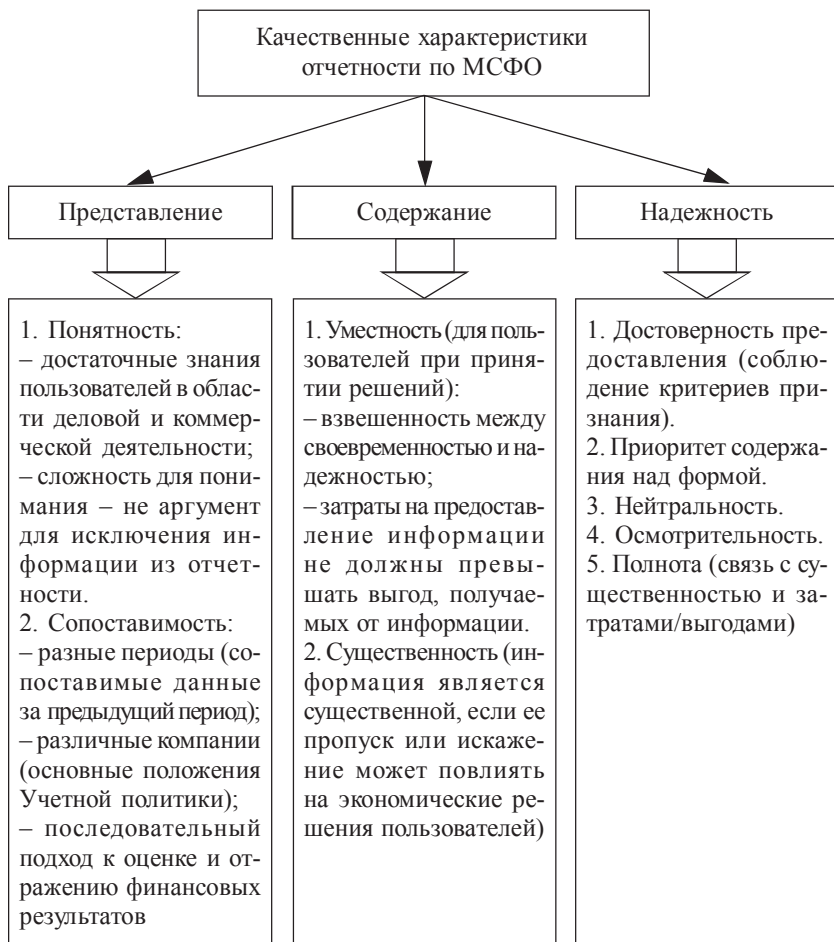 Качественные характеристики
отчетности по МСФО
Представление
Содержание
Надежность
1. Понятность:
– достаточные знания
пользователей в облас-
ти деловой и коммер-
ческой деятельности;
– сложность для пони-
мания – не аргумент
для исключения ин-
формации из отчет-
ности.
2. Сопоставимость:
– разные периоды (со-
поставимые данные
за предыдущий период);
– различные компании
(основные положения
Учетной политики);
– последовательный
подход к оценке и от-
ражению финансовых
результатов
1. Уместность (для поль-
зователей при приня-
тии решений):
– взвешенность между
своевременностью и на-
дежностью;
– затраты на предостав-
ление информации
не должны превы-
шать выгод, получае-
мых от информации.
2. Существенность (ин-
формация является
существенной, если ее
пропуск или искаже-
ние может повлиять
на экономические ре-
шения пользователей)
1. Достоверность пре-
доставления (соблю-
дение критериев при-
знания).
2. Приоритет содержа-
ния над формой.
3. Нейтральность.
4. Осмотрительность.
5. Полнота (связь с су-
щественностью и за-
тратами/выгодами)